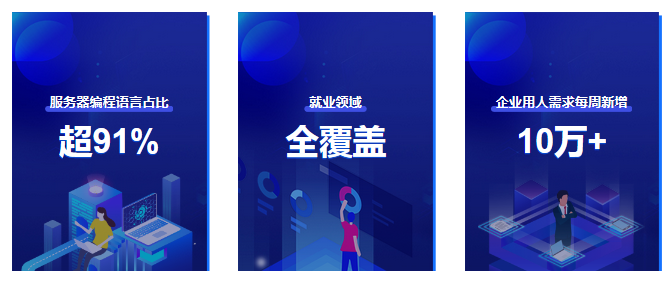 服务器编程语言占比
超91%
就业领域
全覆盖
企业用人需求每周新增
10万+